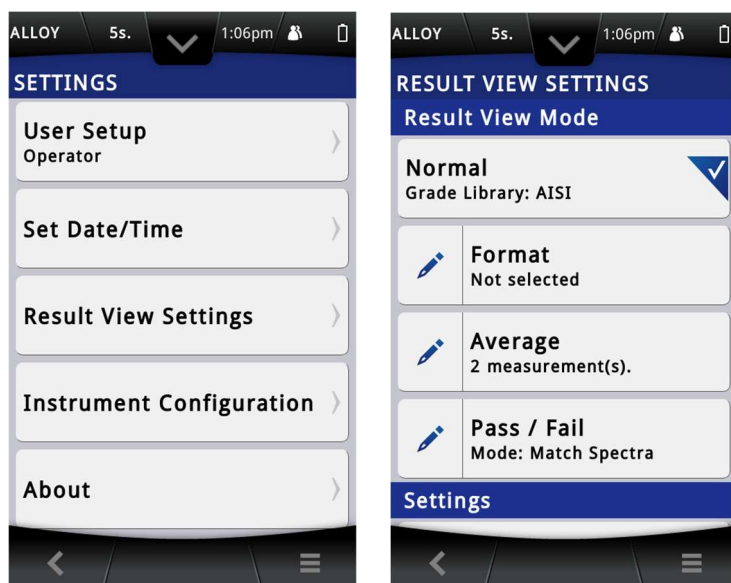 ALLOY 5s. 1:06pm
SETTINGS
User Setup
Operator
Set Date/Time
Result View Settings
Instrument Configuration
About
ALLOY 5s. 1:06pm
RESULT VIEW SETTINGS
Result View Mode
Normal
Grade Library: AISI
Format
Not selected
Average
2 measurement(s).
Pass / Fail
Mode: Match Spectra
Settings